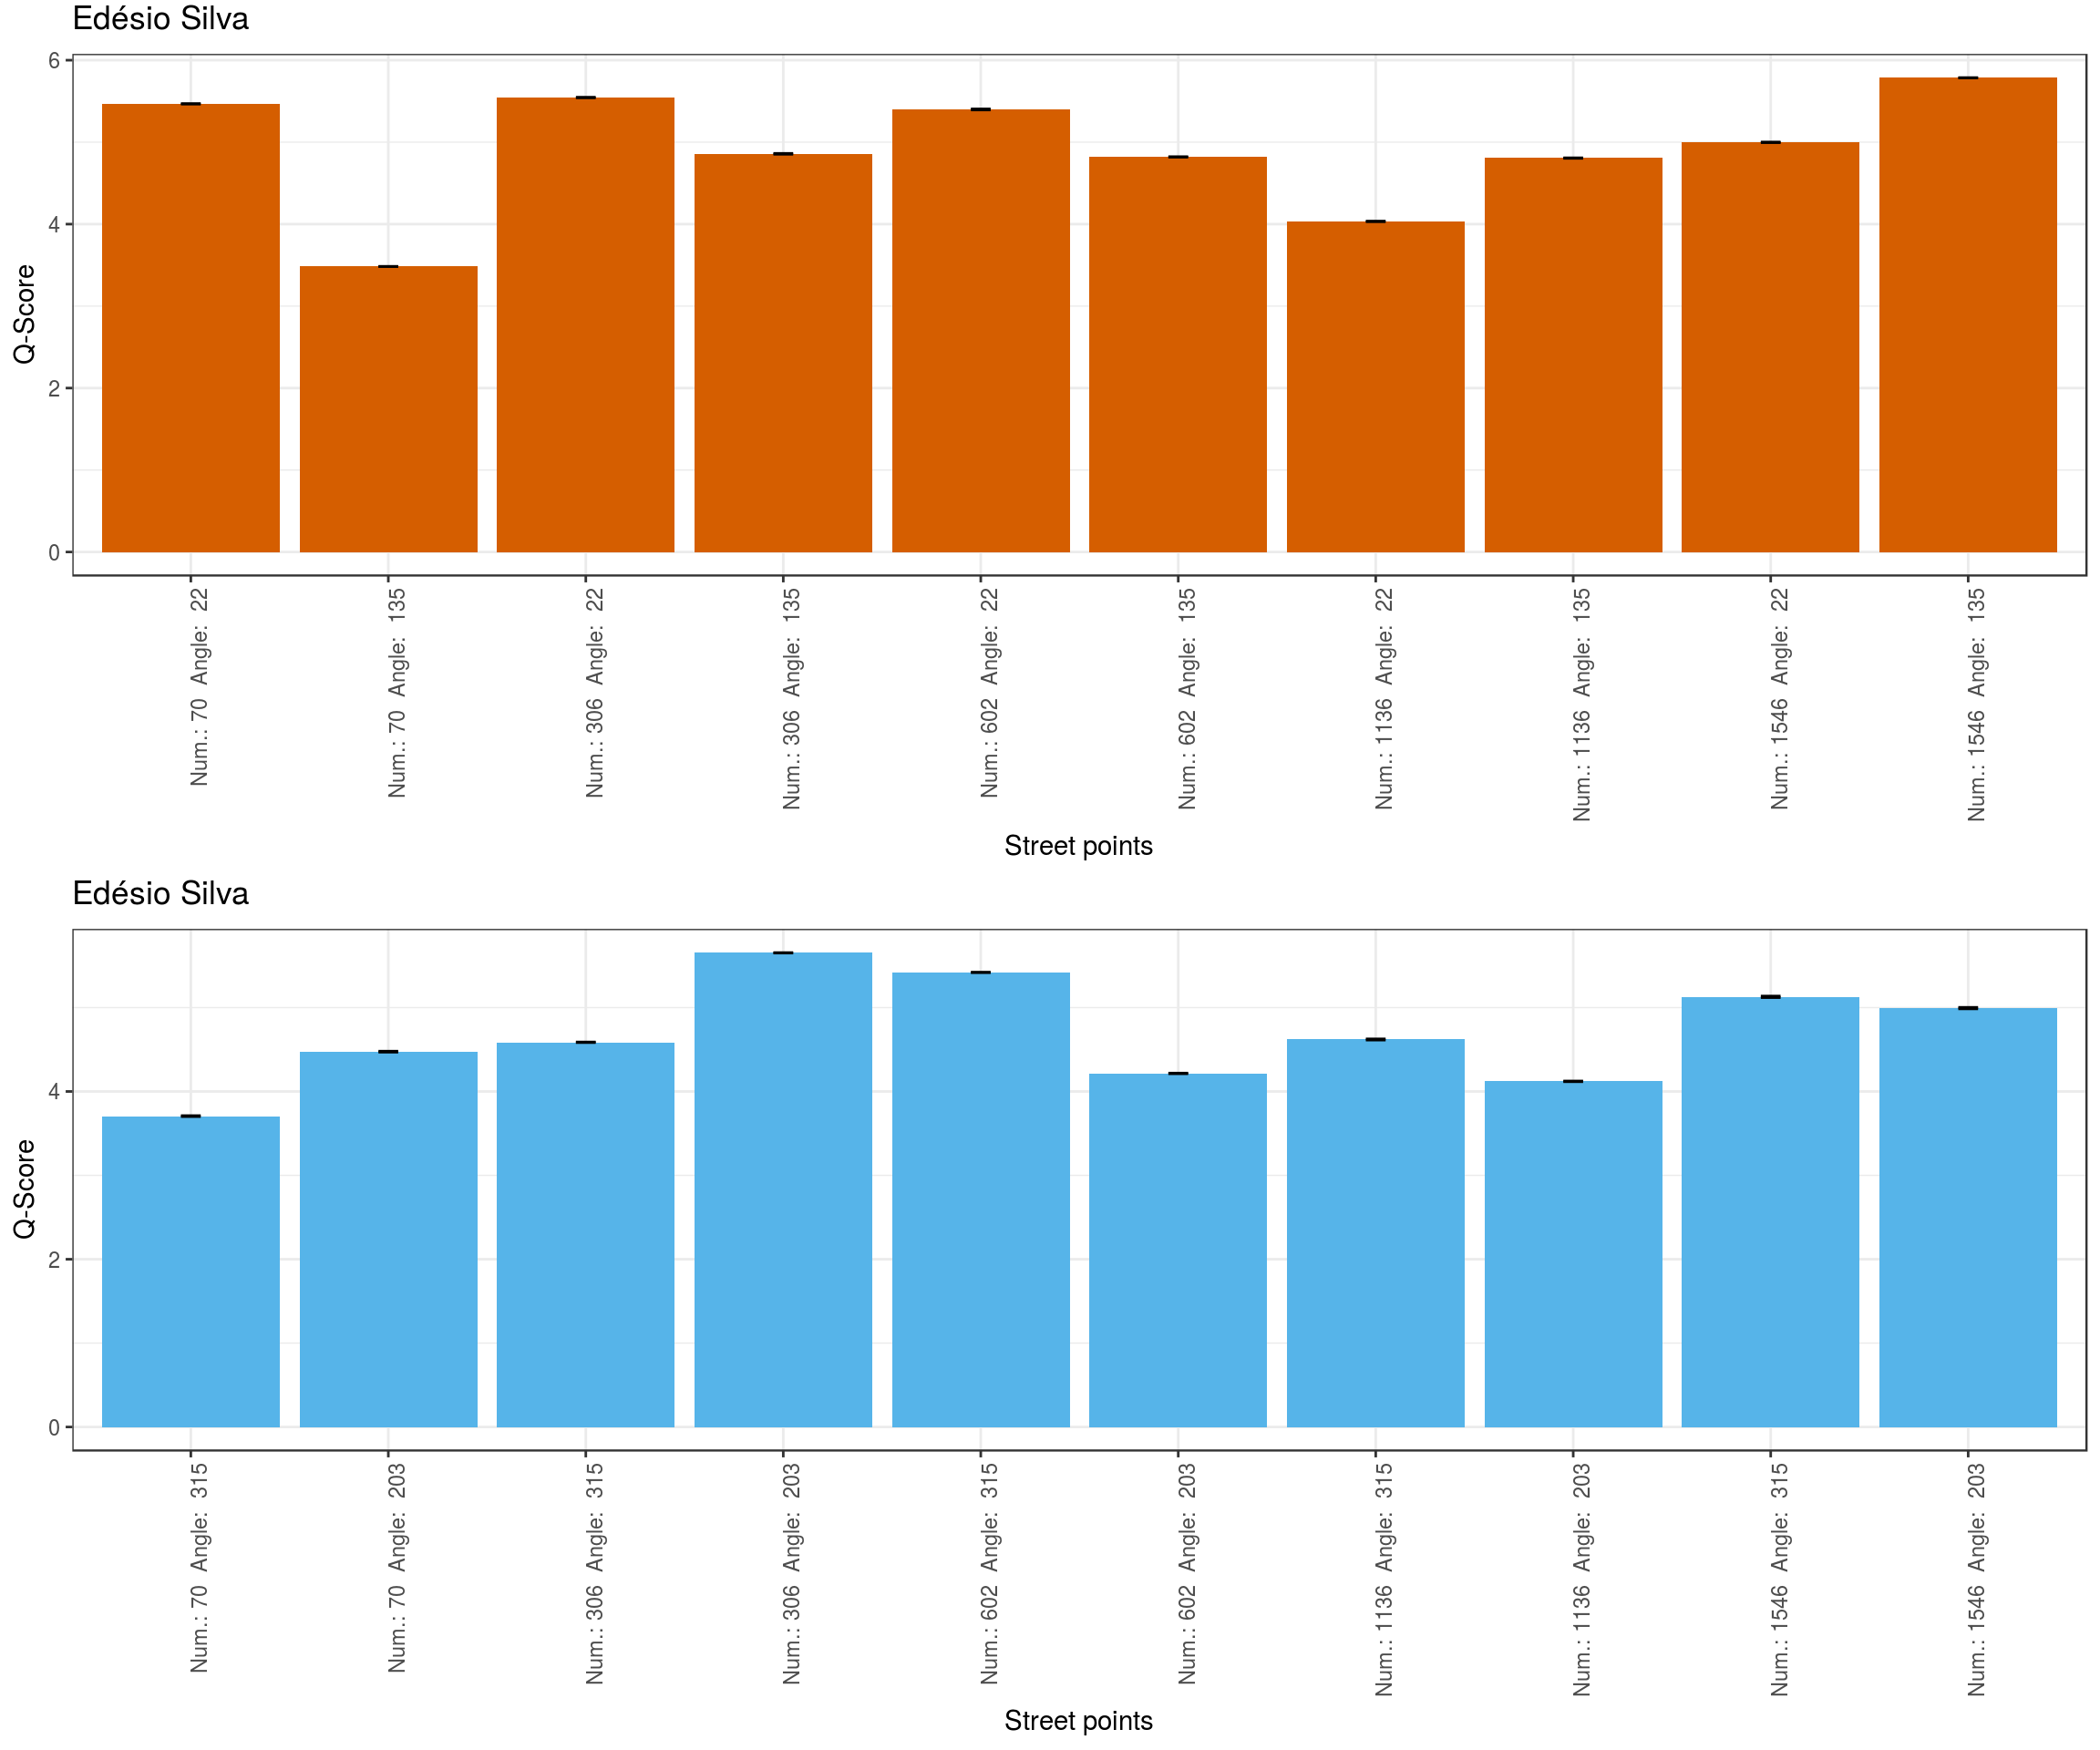 Edésio Silva
6
4
2
0
Q-Score
Num.: 70 Angle: 22
Num.: 70 Angle: 135
Num.: 306 Angle: 22
Num.: 306 Angle: 135
Num.: 602 Angle: 22
Num.: 602 Angle: 135
Num.: 1136 Angle: 22
Num.: 1136 Angle: 135
Num.: 1546 Angle: 22
Num.: 1546 Angle: 135
Street points
Edésio Silva
4
2
0
Q-Score
Num.: 70 Angle: 315
Num.: 70 Angle: 203
Num.: 306 Angle: 315
Num.: 306 Angle: 203
Num.: 602 Angle: 315
Num.: 602 Angle: 203
Num.: 1136 Angle: 315
Num.: 1136 Angle: 203
Num.: 1546 Angle: 315
Num.: 1546 Angle: 203
Street points